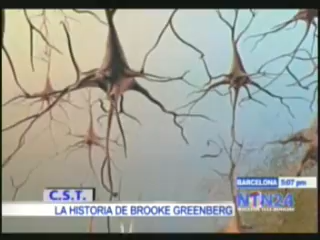 C.S.T.
BARCELONA 5:07 pm
LA HISTORIA DE BROOKE GREENBERG
NTN24